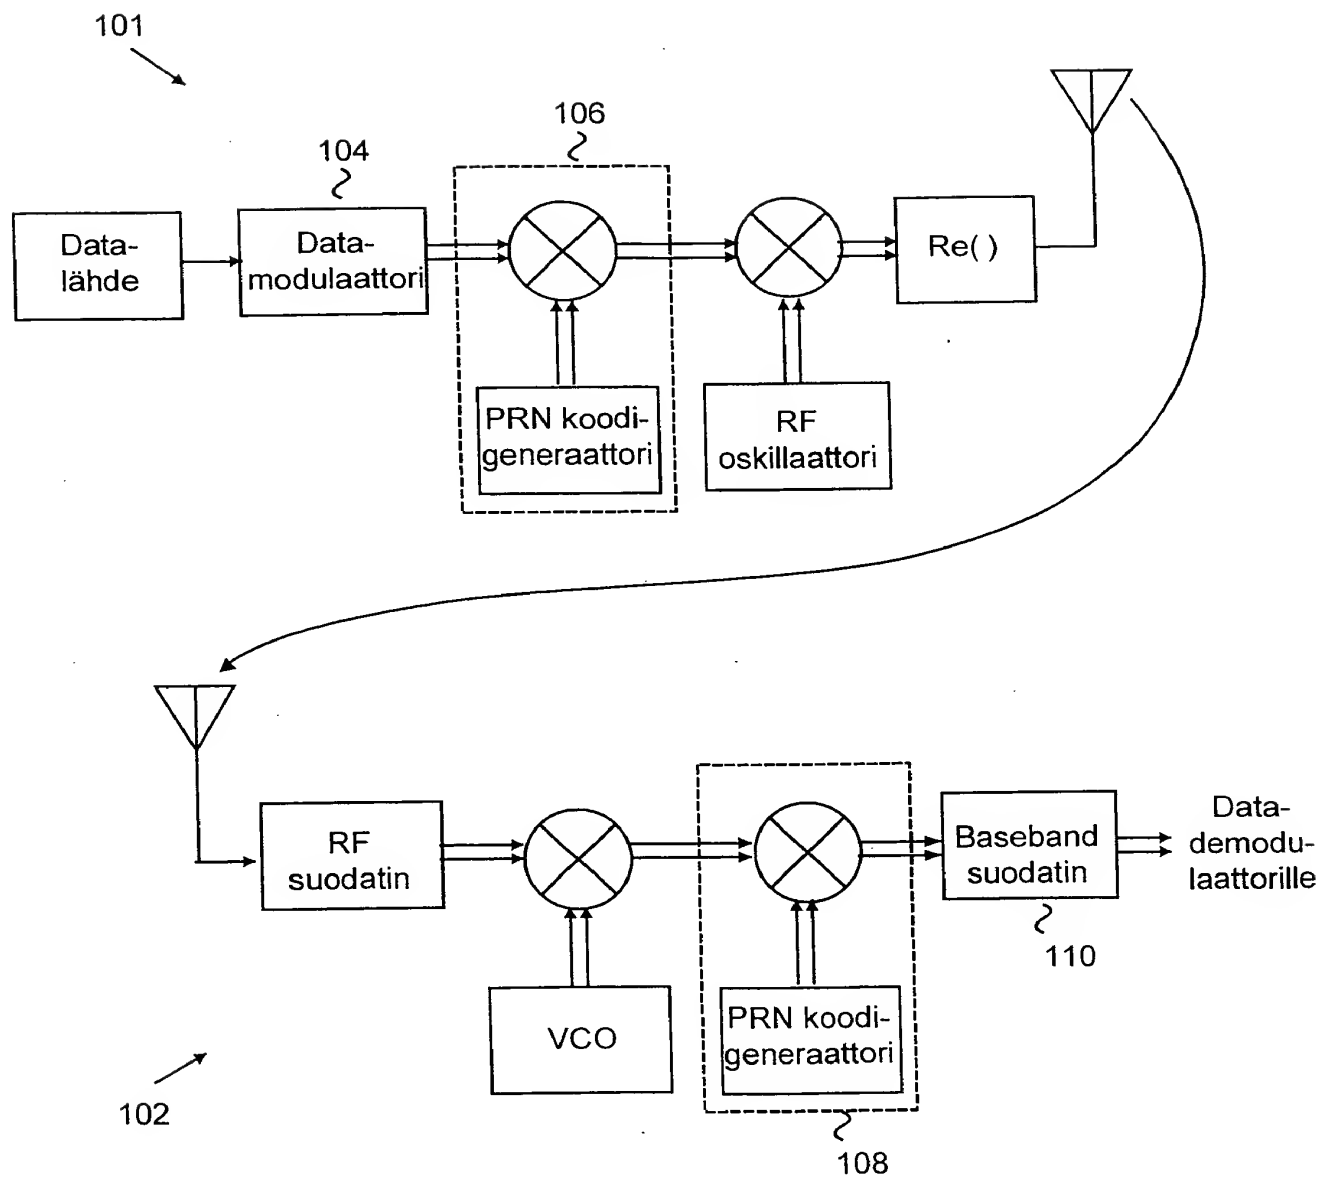 101
106
104
Data-
lähde
Data-
modulaattori
Re( )
PRN koodi-
generaattori
RF
oskillaattori
RF
suodatin
Baseband
suodatin
Data-
demodu-
laattorille
110
VCO
PRN koodi-
generaattori
102
108